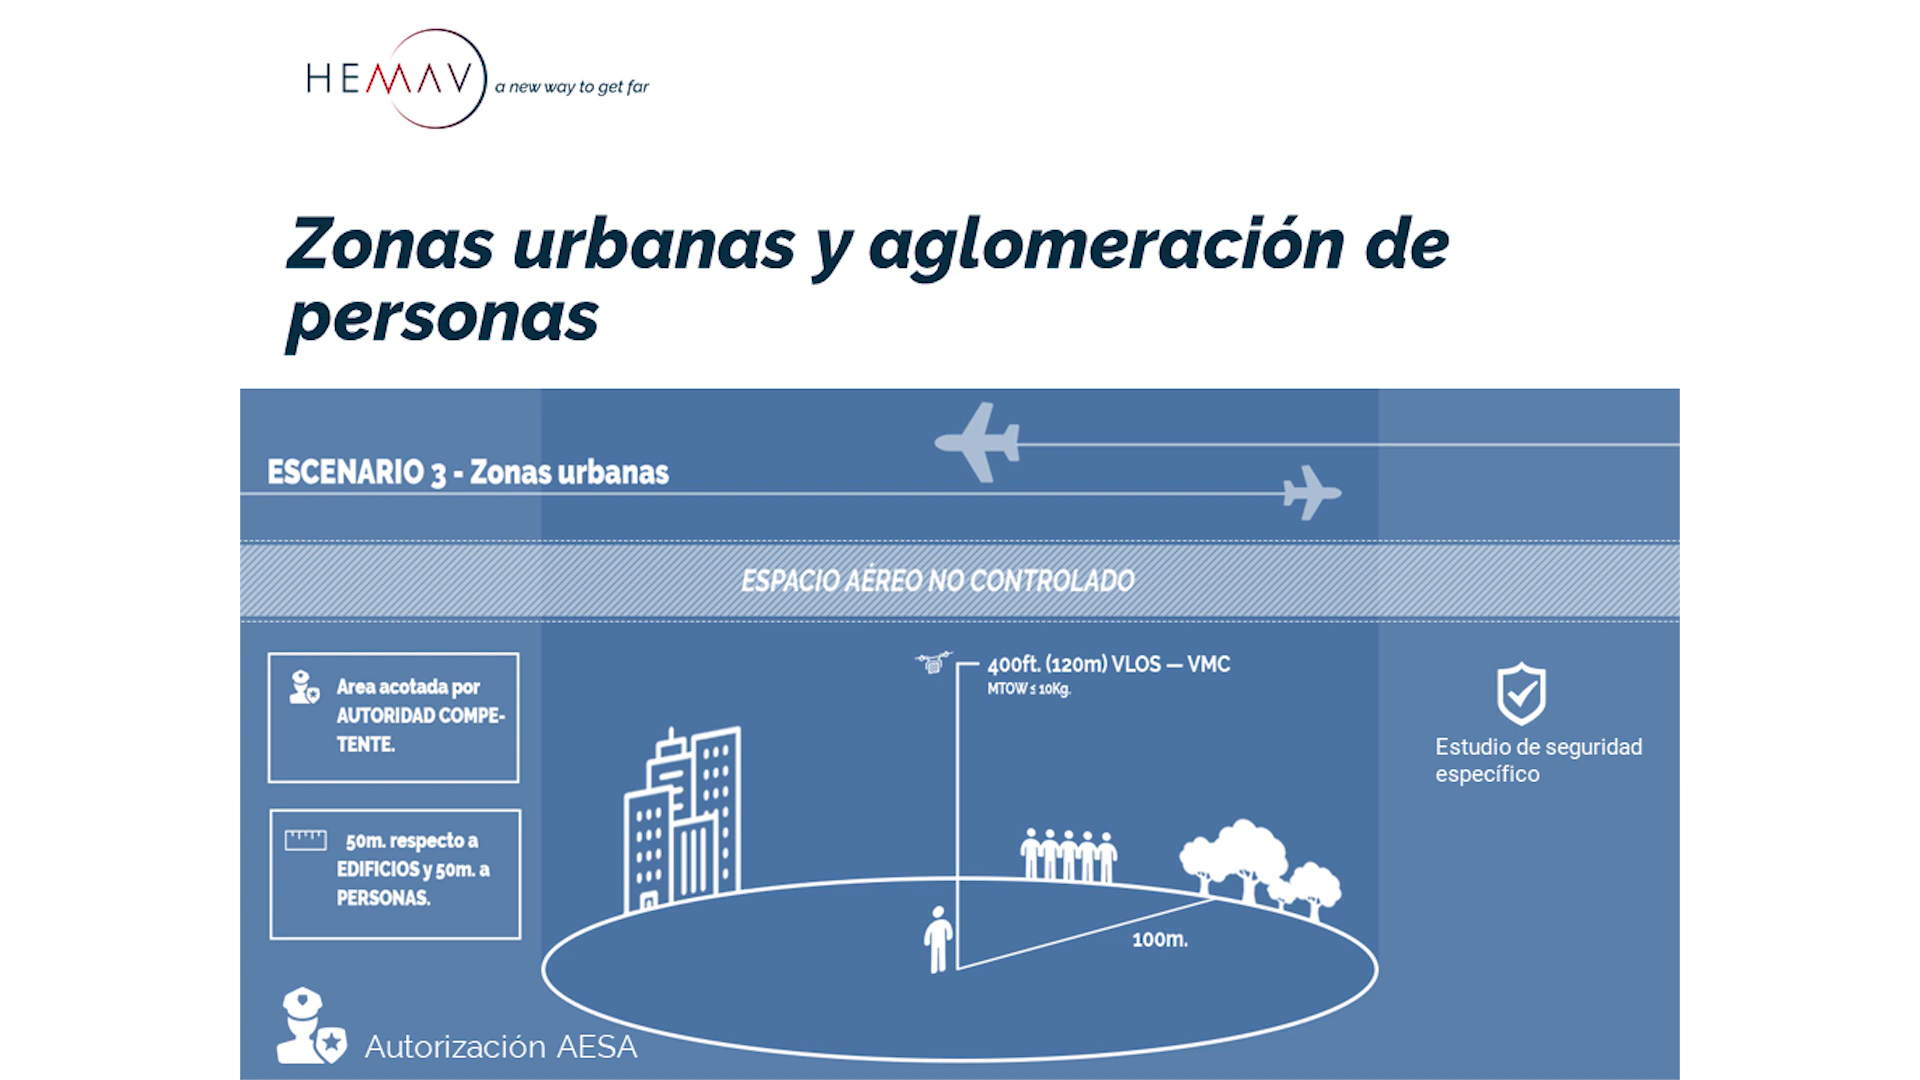 HEMAV a new way to get far
Zonas urbanas y aglomeración de
personas
ESCENARIO 3 - Zonas urbanas
ESPACIO AÉREO NO CONTROLADO
Area acotada por
AUTORIDAD COMPE-
TENTE.
400ft. (120m) VLOS — VMC
MTOW ≤ 10Kg.
Estudio de seguridad
específico
50m. respecto a
EDIFICIOS y 50m. a
PERSONAS.
100m.
Autorización AESA